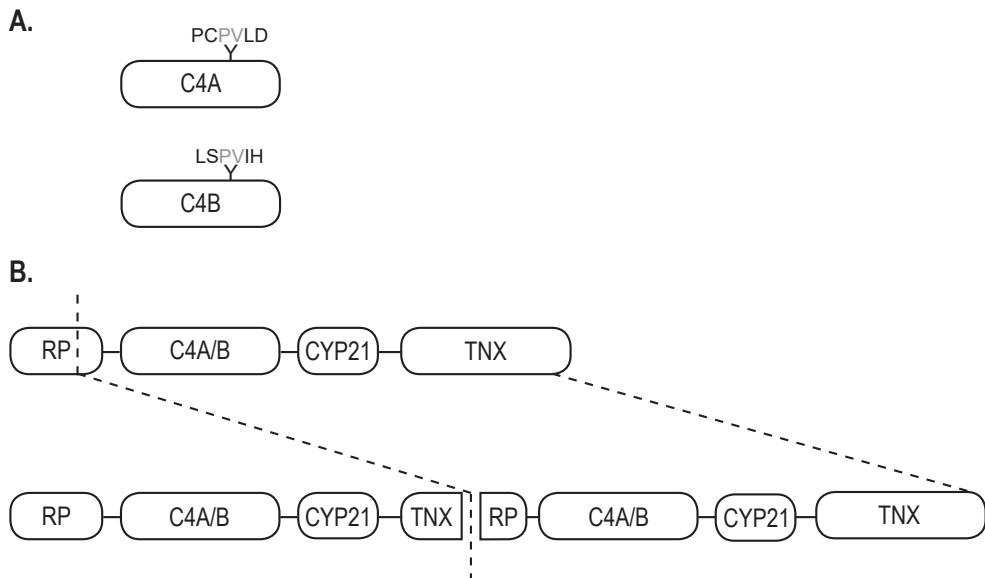 A.
PCPVLD
C4A
LSPVIH
C4B
B.
RP C4A/B CYP21 TNX
RP C4A/B CYP21 TNX RP C4A/B CYP21 TNX